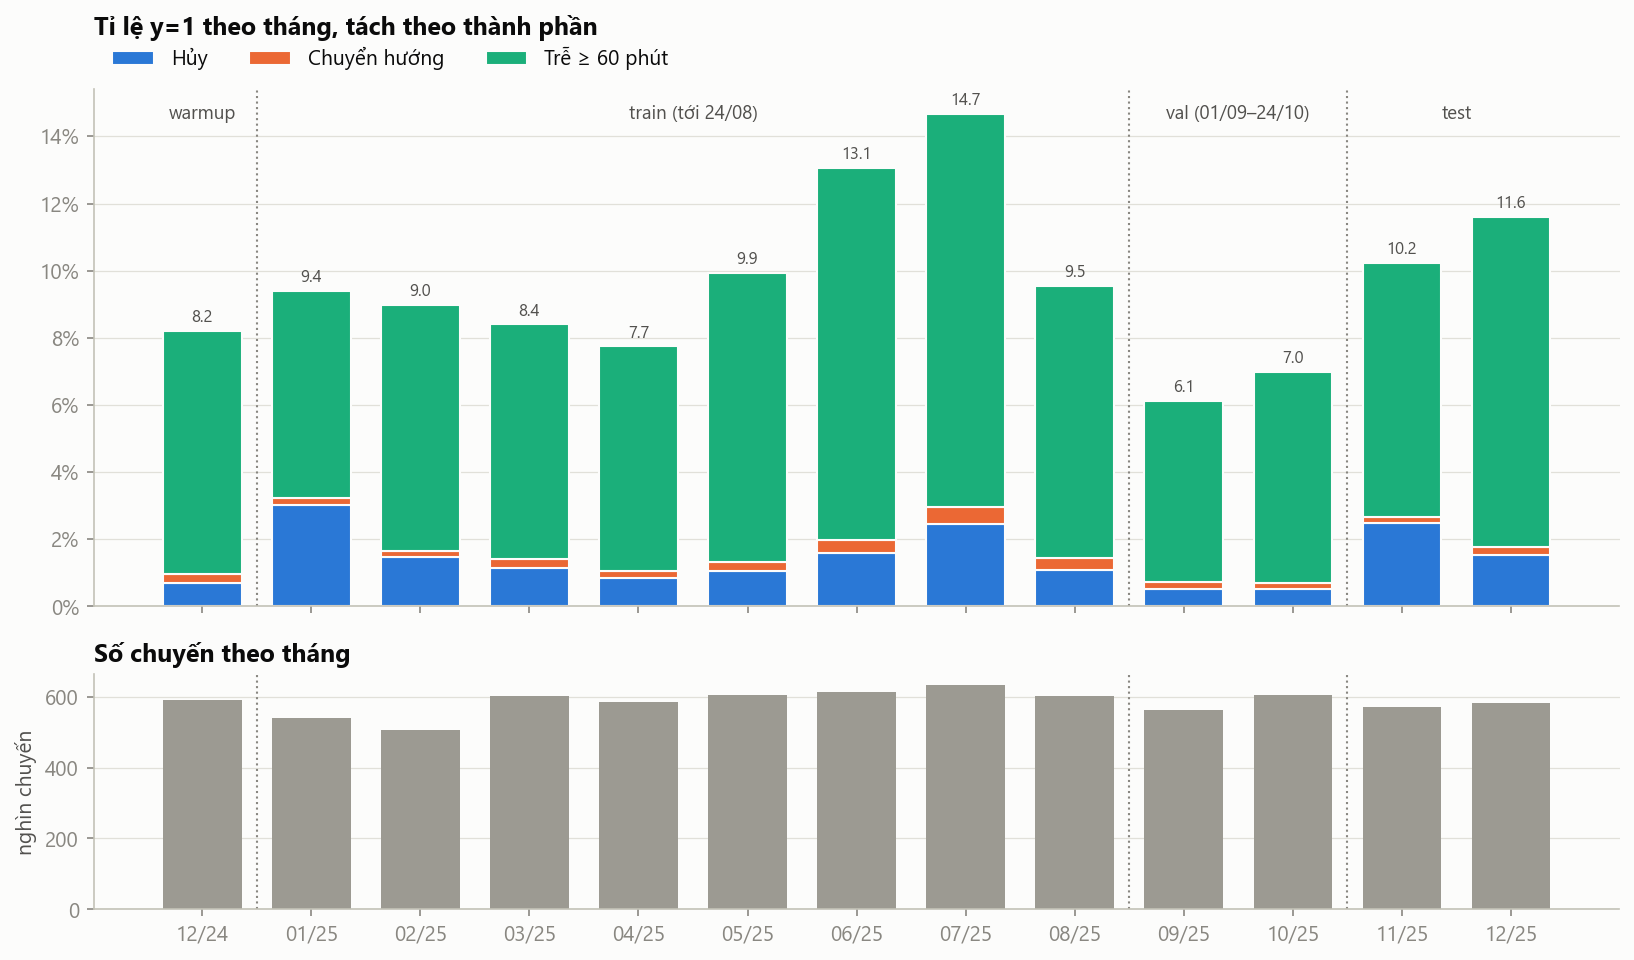 Tỉ lệ y=1 theo tháng, tách theo thành phần
Hủy Chuyển hướng Trễ ≥ 60 phút
warmup train (tới 24/08) val (01/09–24/10) test
14%
12%
10%
8%
6%
4%
2%
0%
8.2 9.4 9.0 8.4 7.7 9.9 13.1 14.7 9.5 6.1 7.0 10.2 11.6
Số chuyến theo tháng
nghìn chuyến
600
400
200
0
12/24 01/25 02/25 03/25 04/25 05/25 06/25 07/25 08/25 09/25 10/25 11/25 12/25